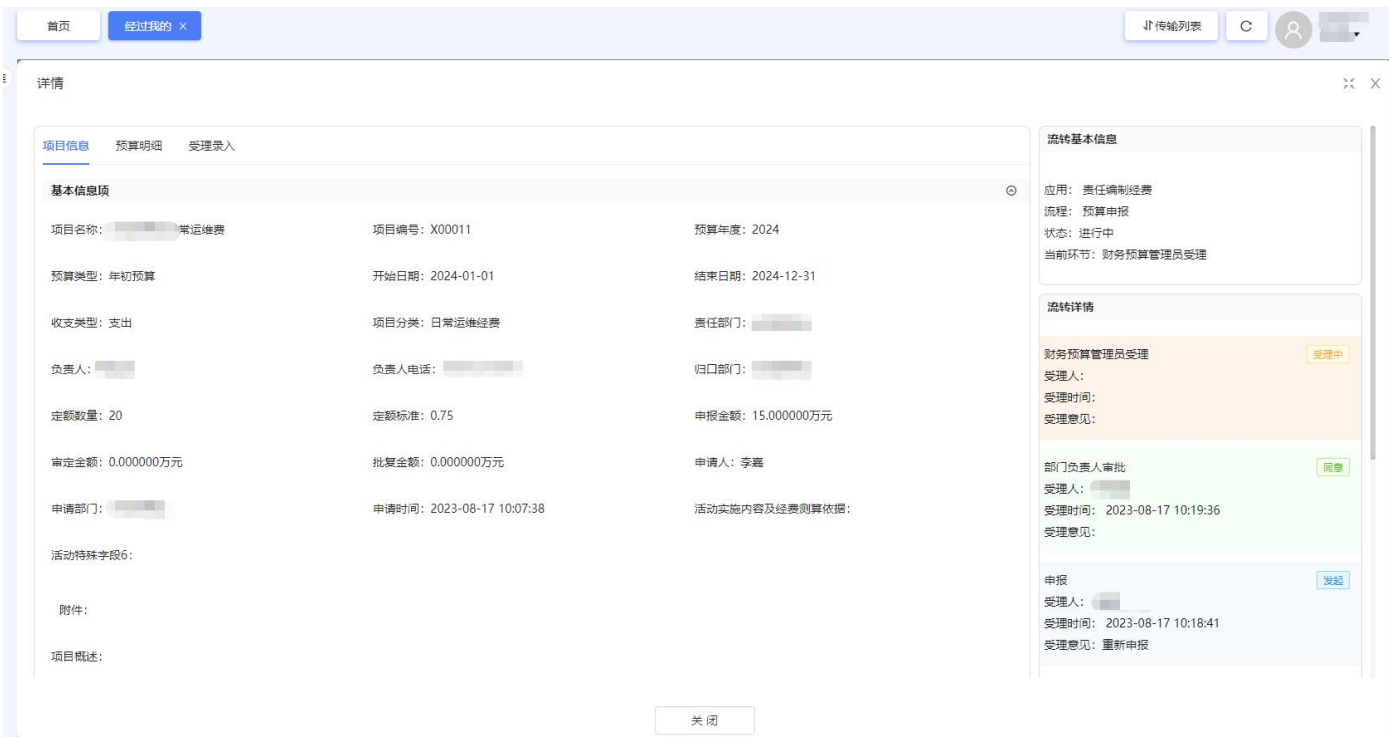 首页
经过我的 ×
传输列表
详情
项目信息 预算明细 受理录入
基本信息项
项目名称: 常运维费 项目编号: X00011 预算年度: 2024
预算类型: 年初预算 开始日期: 2024-01-01 结束日期: 2024-12-31
收支类型: 支出 项目分类: 日常运维经费 责任部门:
负责人: 负责人电话: 归口部门:
定额数量: 20 定额标准: 0.75 申报金额: 15.000000万元
审定金额: 0.000000万元 批复金额: 0.000000万元 申请人: 李嘉
申请部门: 申请时间: 2023-08-17 10:07:38 活动实施内容及经费测算依据:
活动特殊字段6:
附件:
项目概述:
流转基本信息
应用: 责任编制经费
流程: 预算申报
状态: 进行中
当前环节: 财务预算管理员受理
流转详情
财务预算管理员受理 受理中
受理人:
受理时间:
受理意见:
部门负责人审批 同意
受理人:
受理时间: 2023-08-17 10:19:36
受理意见:
申报 发起
受理人:
受理时间: 2023-08-17 10:18:41
受理意见: 重新申报
关闭